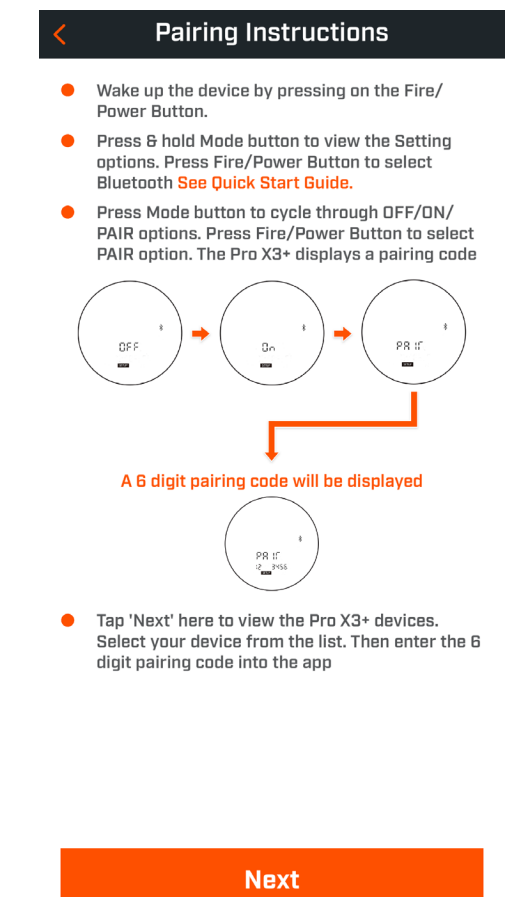 Pairing Instructions
Wake up the device by pressing on the Fire/
Power Button.
Press & hold Mode button to view the Setting
options. Press Fire/Power Button to select
Bluetooth See Quick Start Guide.
Press Mode button to cycle through OFF/ON/
PAIR options. Press Fire/Power Button to select
PAIR option. The Pro X3+ displays a pairing code
OFF
On
PAIr
A 6 digit pairing code will be displayed
PAIr
12 3456
Tap 'Next' here to view the Pro X3+ devices.
Select your device from the list. Then enter the 6
digit pairing code into the app
Next